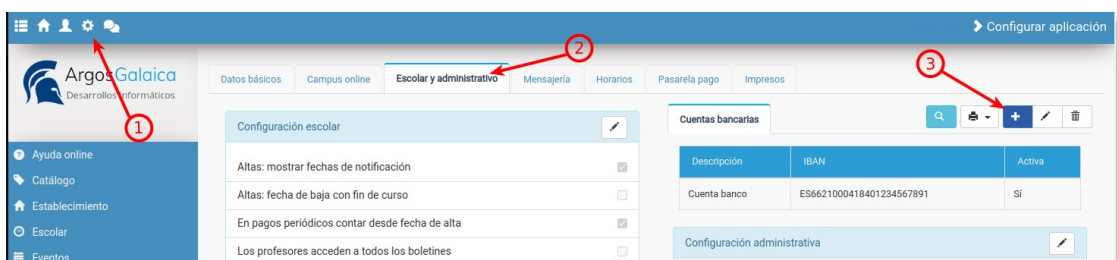 Configurar aplicación
1
2
3
ArgosGalaica
Desarrollos Informáticos
Ayuda online
Catálogo
Establecimiento
Escolar
Eventos
Datos básicos
Campus online
Escolar y administrativo
Mensajería
Horarios
Pasarela pago
Impresos
Configuración escolar
Altas: mostrar fechas de notificación
Altas: fecha de baja con fin de curso
En pagos periódicos contar desde fecha de alta
Los profesores acceden a todos los boletines
Cuentas bancarias
Descripción IBAN Activa
Cuenta banco ES6621000418401234567891 Sí
Configuración administrativa